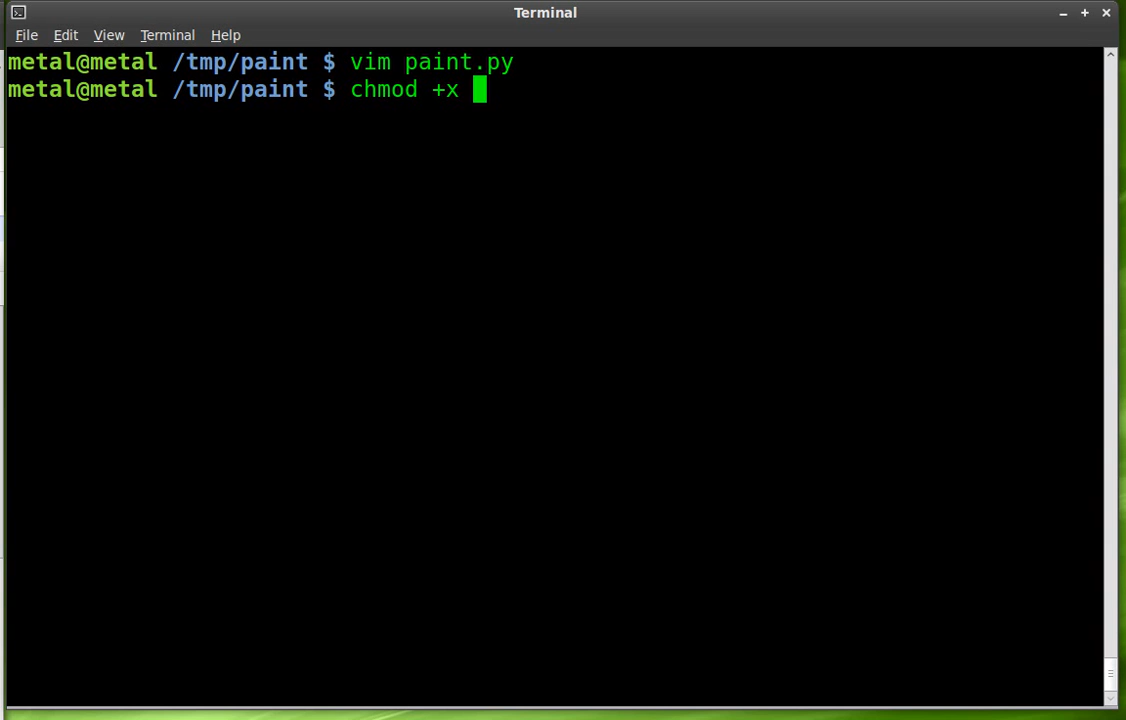 Terminal
File Edit View Terminal Help
metal@metal /tmp/paint $ vim paint.py
metal@metal /tmp/paint $ chmod +x